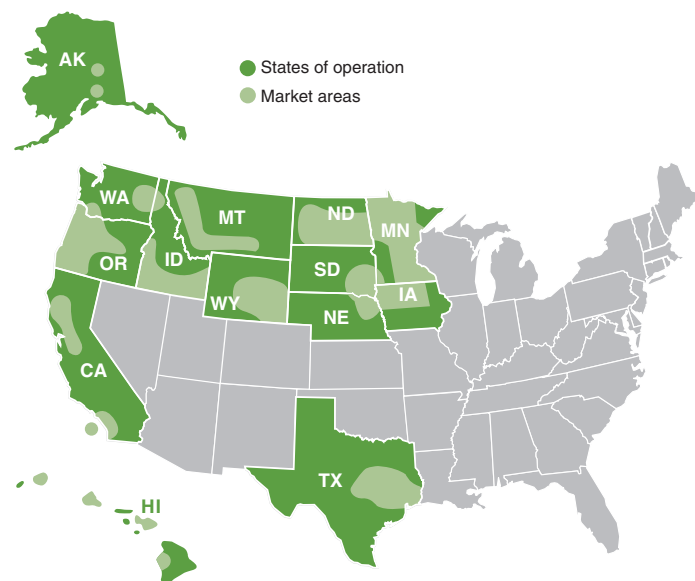 AK
States of operation
Market areas
WA
MT
ND
MN
OR
ID
SD
WY
IA
NE
CA
TX
HI